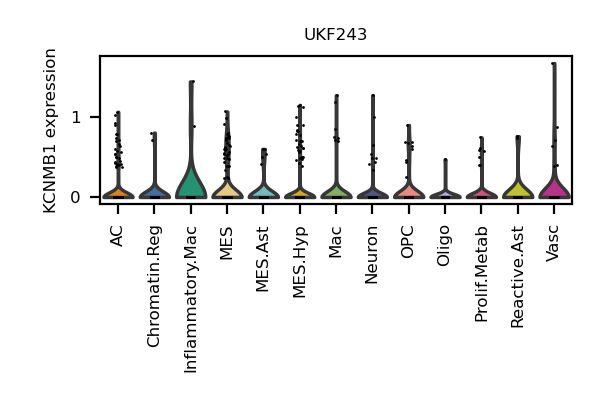 UKF243
KCNMB1 expression
1
0
AC
Chromatin.Reg
Inflammatory.Mac
MES
MES.Ast
MES.Hyp
Mac
Neuron
OPC
Oligo
Prolif.Metab
Reactive.Ast
Vasc